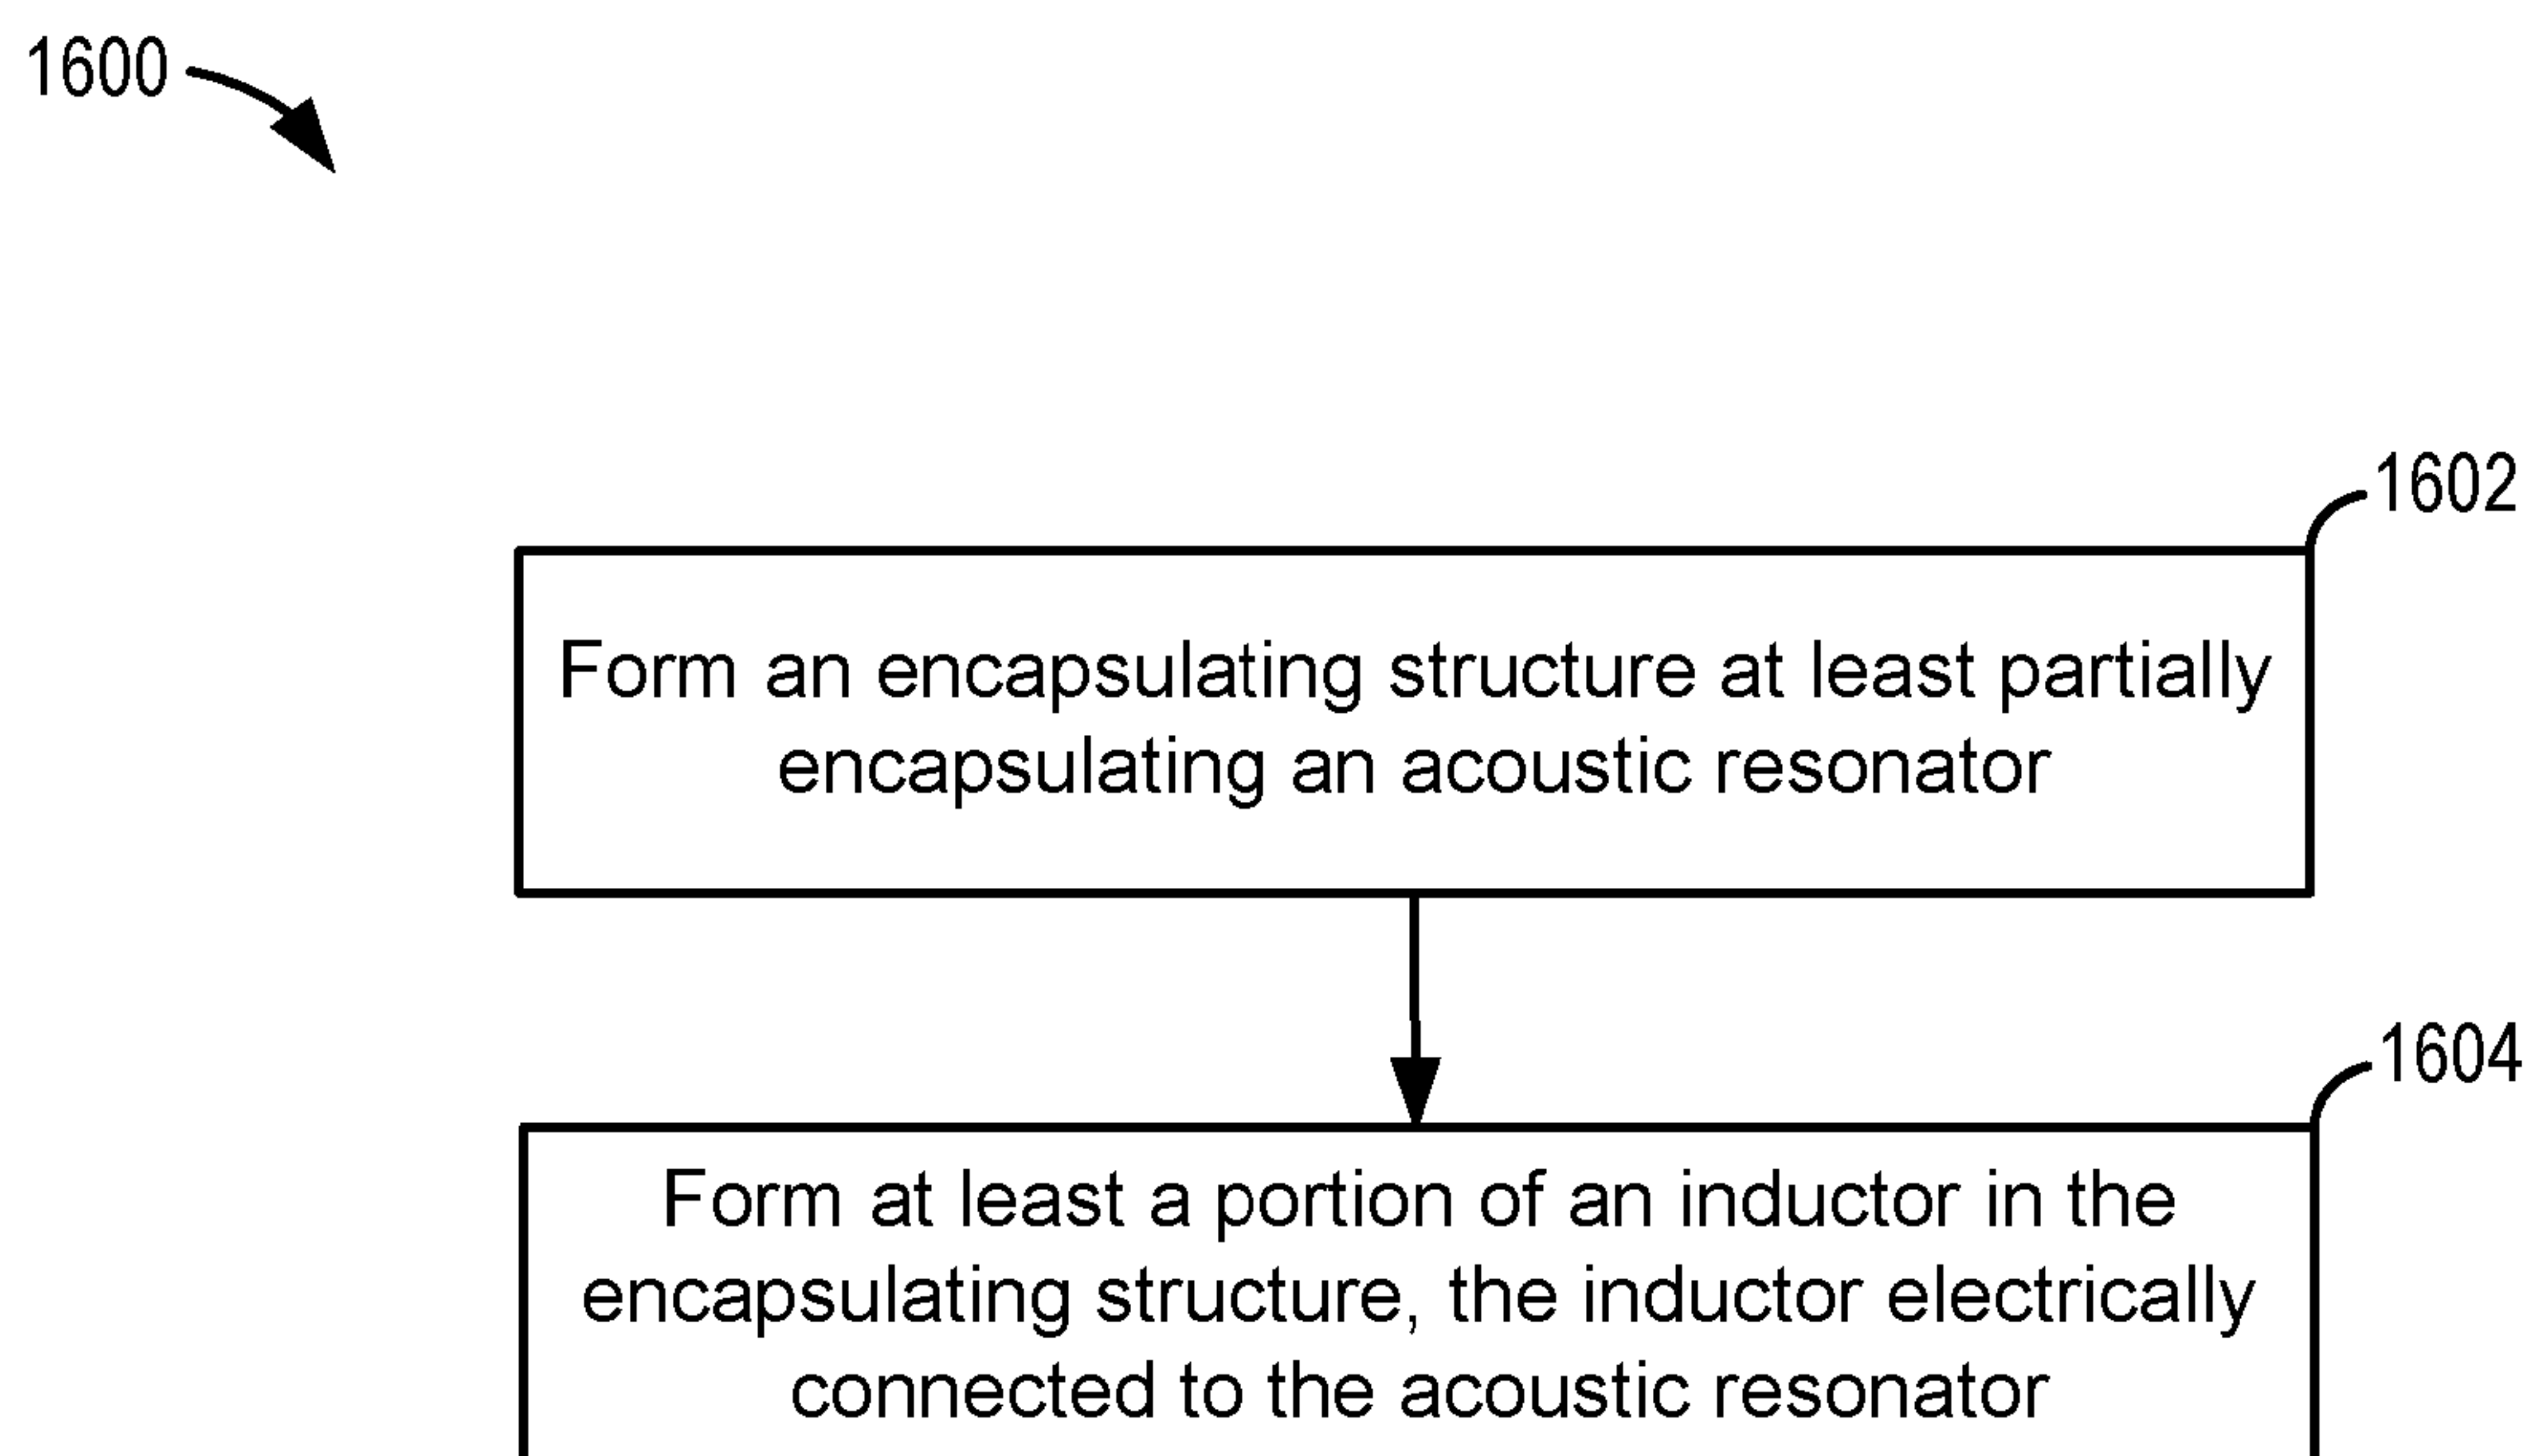 1600
1602
Form an encapsulating structure at least partially
encapsulating an acoustic resonator
1604
Form at least a portion of an inductor in the
encapsulating structure, the inductor electrically
connected to the acoustic resonator